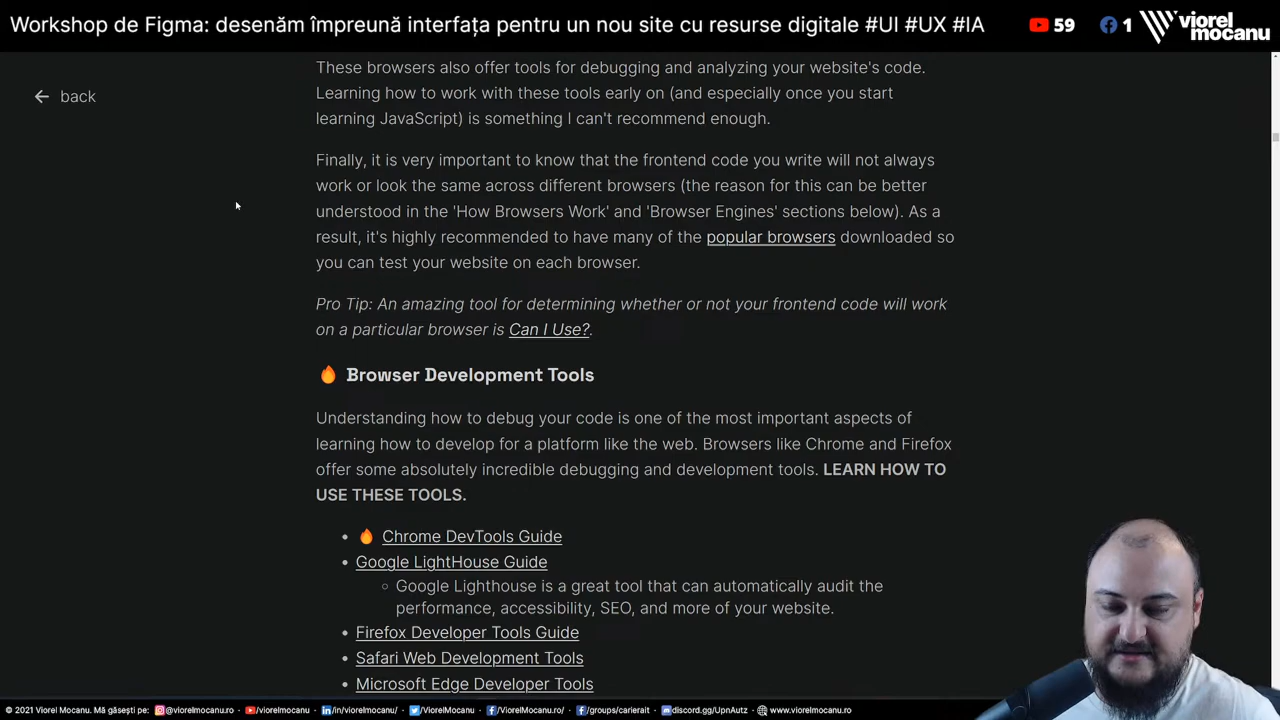 Workshop de Figma: desenăm împreună interfața pentru un nou site cu resurse digitale #UI #UX #IA
59
1
viorel
mocanu
back
These browsers also offer tools for debugging and analyzing your website's code.
Learning how to work with these tools early on (and especially once you start
learning JavaScript) is something I can't recommend enough.
Finally, it is very important to know that the frontend code you write will not always
work or look the same across different browsers (the reason for this can be better
understood in the 'How Browsers Work' and 'Browser Engines' sections below). As a
result, it's highly recommended to have many of the popular browsers downloaded so
you can test your website on each browser.
Pro Tip: An amazing tool for determining whether or not your frontend code will work
on a particular browser is Can I Use?.
Browser Development Tools
Understanding how to debug your code is one of the most important aspects of
learning how to develop for a platform like the web. Browsers like Chrome and Firefox
offer some absolutely incredible debugging and development tools. LEARN HOW TO
USE THESE TOOLS.
Chrome DevTools Guide
Google LightHouse Guide
Google Lighthouse is a great tool that can automatically audit the
performance, accessibility, SEO, and more of your website.
Firefox Developer Tools Guide
Safari Web Development Tools
Microsoft Edge Developer Tools
© 2021 Viorel Mocanu. Mă găsești pe: @viorelmocanu.ro /viorelmocanu /in/viorelmocanu/ /ViorelMocanu /ViorelMocanu.ro/ /groups/carierait discord.gg/UpnAutz www.viorelmocanu.ro